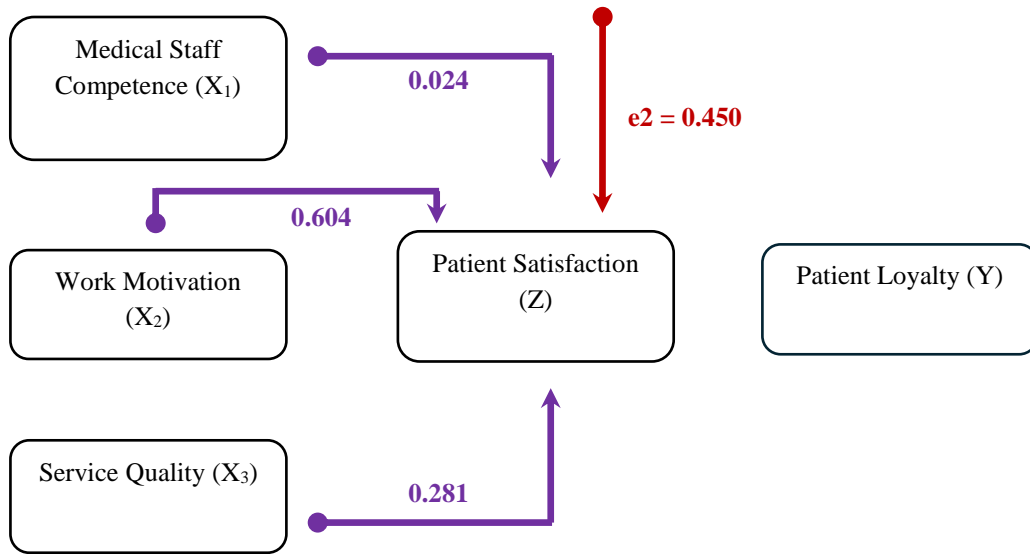 Medical Staff
Competence (X₁)
0.024
e2 = 0.450
0.604
Work Motivation
(X₂)
Patient Satisfaction
(Z)
Patient Loyalty (Y)
Service Quality (X₃)
0.281